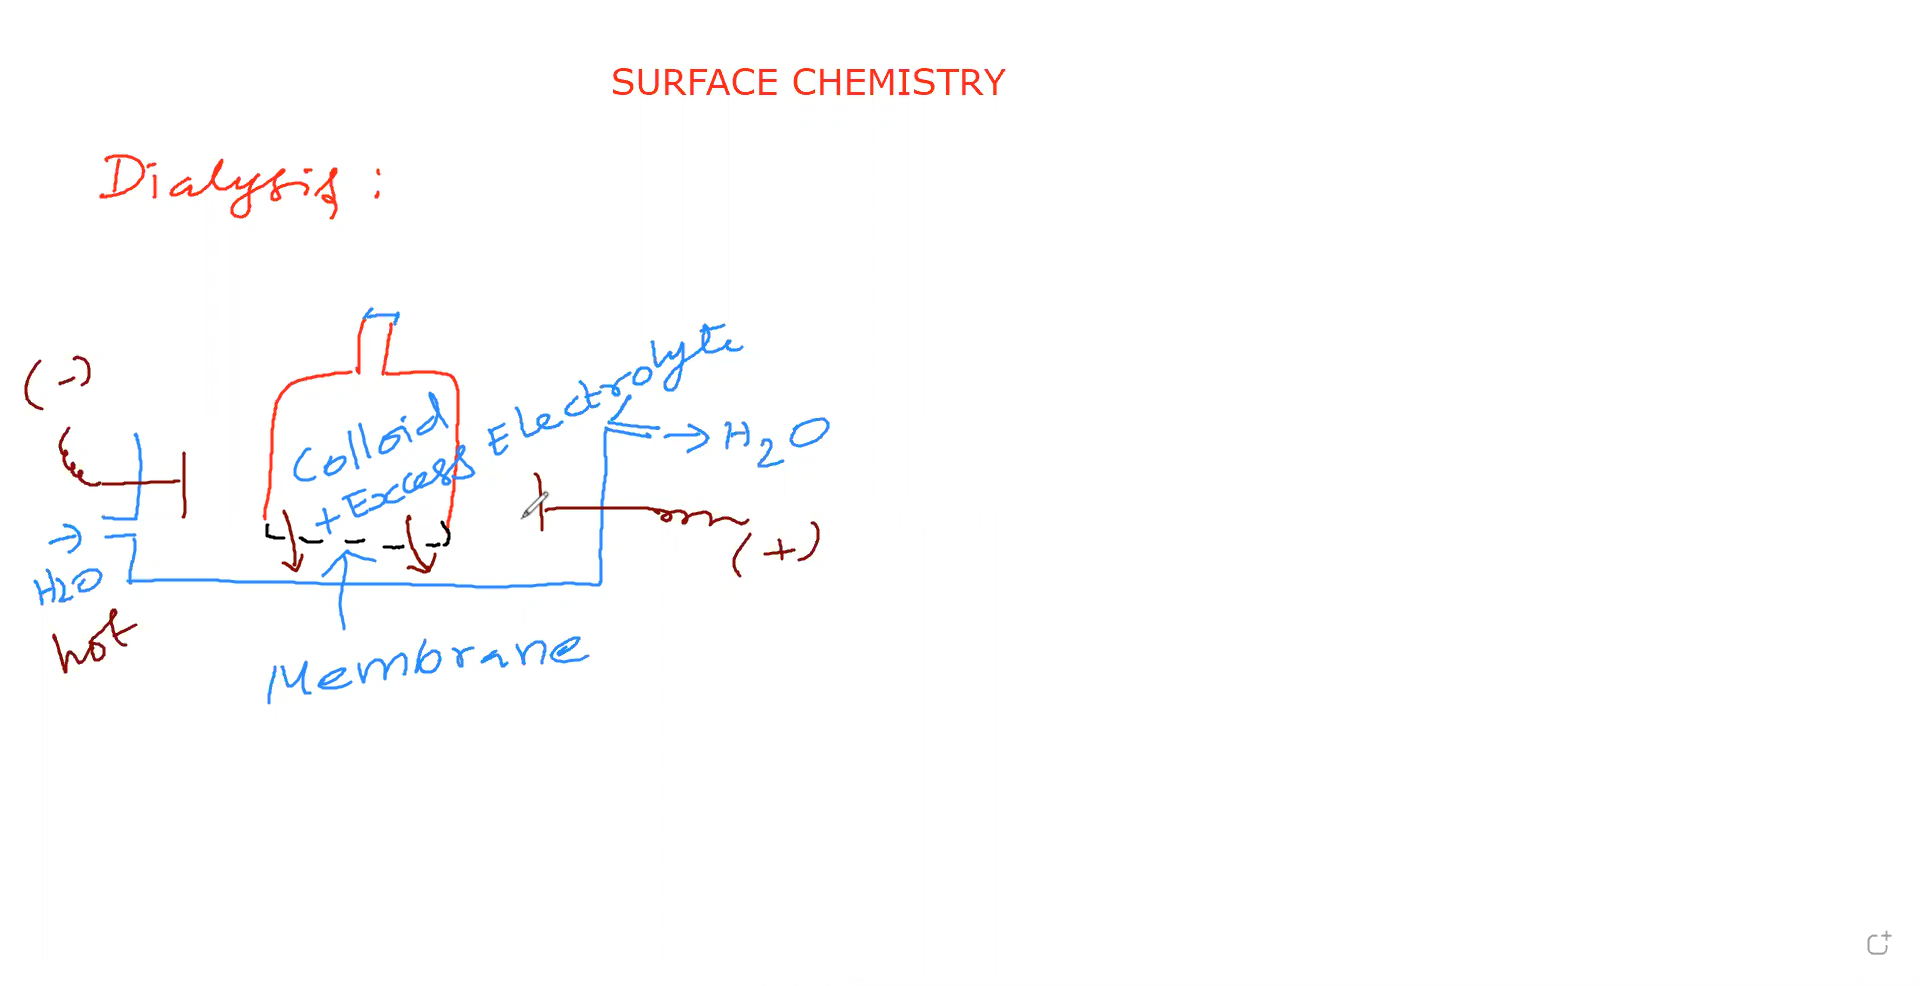 SURFACE CHEMISTRY
Dialysis :
(-)
Colloid
+ Excess Electrolyte
→ H2O
(+)
→
H2O
hot
Membrane